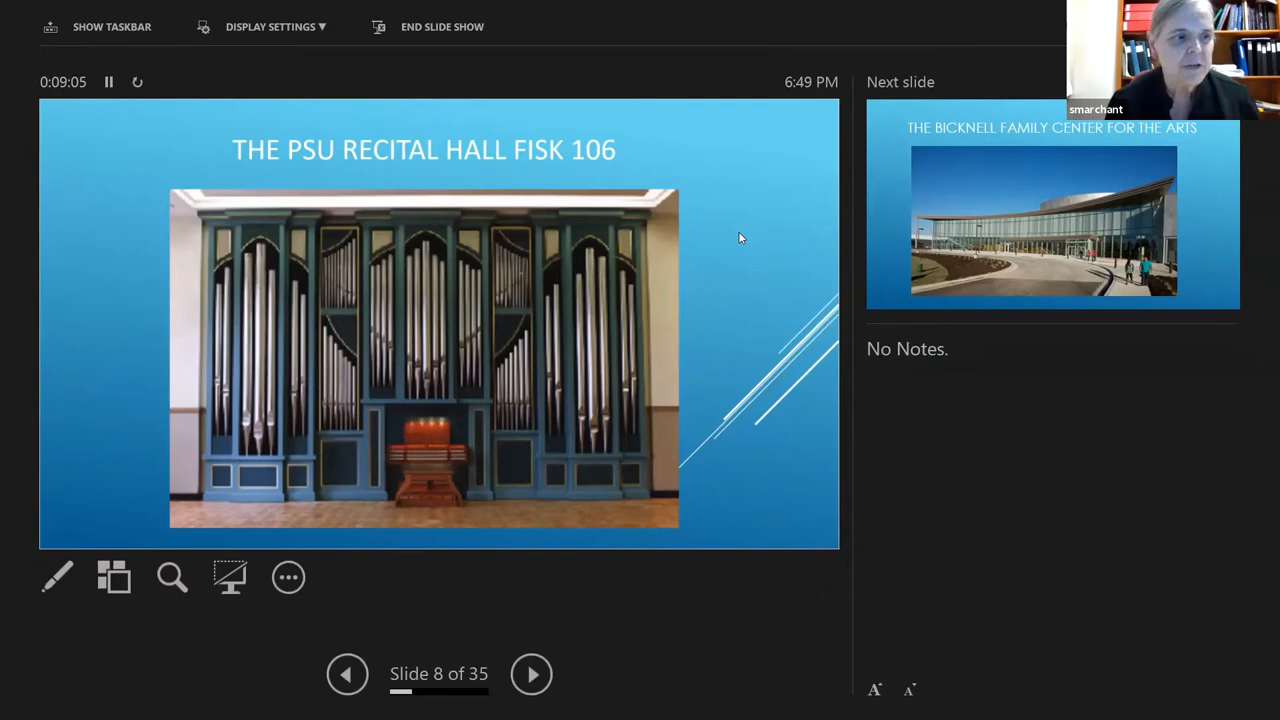 SHOW TASKBAR
DISPLAY SETTINGS ▼
END SLIDE SHOW
0:09:05
6:49 PM
Next slide
smarchant
THE PSU RECITAL HALL FISK 106
THE BICKNELL FAMILY CENTER FOR THE ARTS
No Notes.
Slide 8 of 35
A A